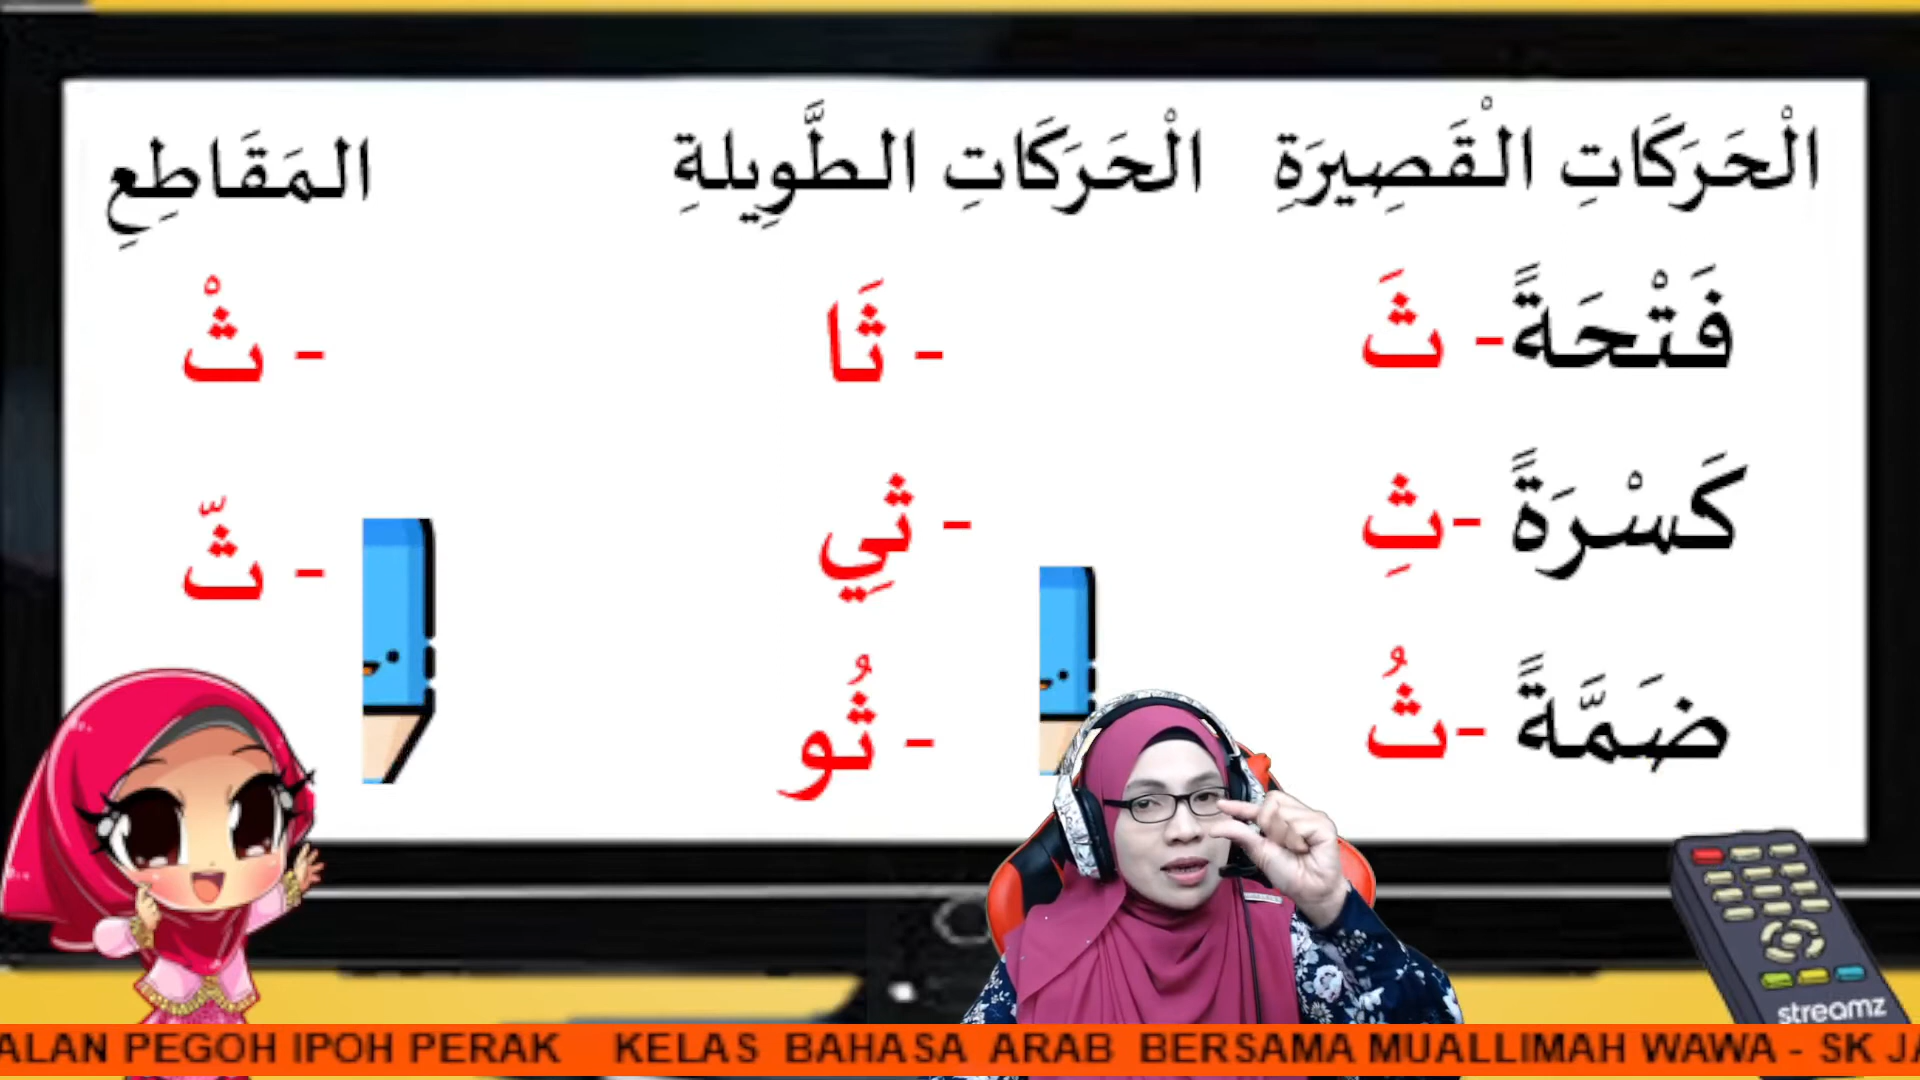 الْحَرَكَاتِ الْقَصِيرَةِ الْحَرَكَاتِ الطَّوِيلةِ المَقَاطِعِ
فَتْحَةً- ثَ - ثَا - ثْ
كَسْرَةً -ثِ - ثِي - ثّ
ضَمَّةً -ثُ - ثُو
streamz
ALAN PEGOH IPOH PERAK KELAS BAHASA ARAB BERSAMA MUALLIMAH WAWA - SK JA